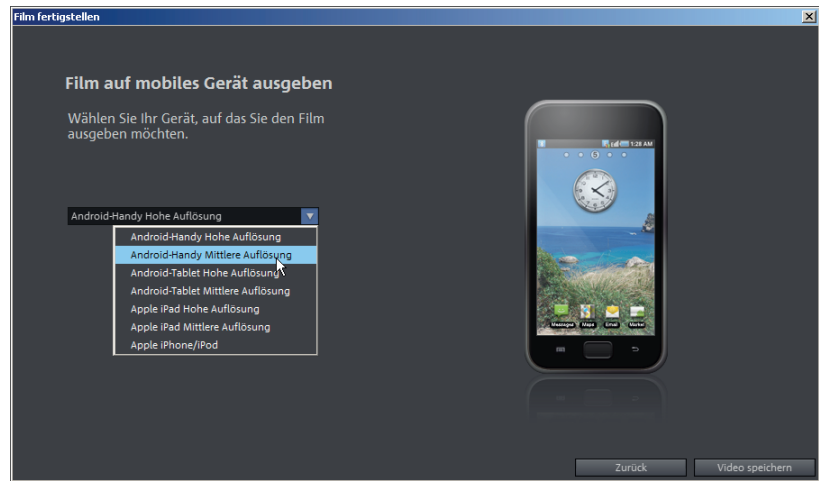 Film fertigstellen
Film auf mobiles Gerät ausgeben
Wählen Sie Ihr Gerät, auf das Sie den Film
ausgeben möchten.
Android-Handy Hohe Auflösung
Android-Handy Hohe Auflösung
Android-Handy Mittlere Auflösung
Android-Tablet Hohe Auflösung
Android-Tablet Mittlere Auflösung
Apple iPad Hohe Auflösung
Apple iPad Mittlere Auflösung
Apple iPhone/iPod
1:28 AM
5
Messages Maps Email Market
Zurück
Video speichern